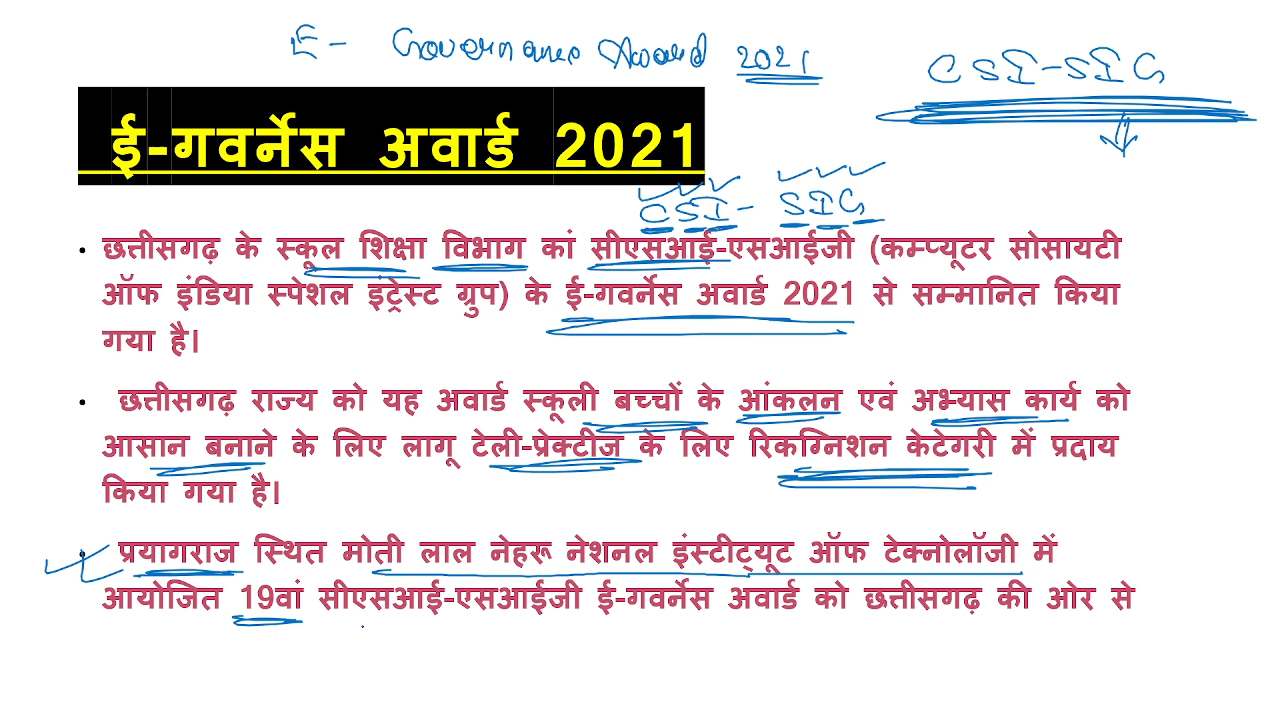 E- Governance Award 2021
CSI-SIG
ई-गवर्नेस अवार्ड 2021
CSI- SIG
• छत्तीसगढ़ के स्कूल शिक्षा विभाग कां सीएसआई-एसआईजी (कम्प्यूटर सोसायटी
ऑफ इंडिया स्पेशल इंट्रेस्ट ग्रुप) के ई-गवर्नेस अवार्ड 2021 से सम्मानित किया
गया है।
• छत्तीसगढ़ राज्य को यह अवार्ड स्कूली बच्चों के आंकलन एवं अभ्यास कार्य को
आसान बनाने के लिए लागू टेली-प्रेक्टीज के लिए रिकग्निशन केटेगरी में प्रदाय
किया गया है।
• प्रयागराज स्थित मोती लाल नेहरू नेशनल इंस्टीट्यूट ऑफ टेक्नोलॉजी में
आयोजित 19वां सीएसआई-एसआईजी ई-गवर्नेस अवार्ड को छत्तीसगढ़ की ओर से